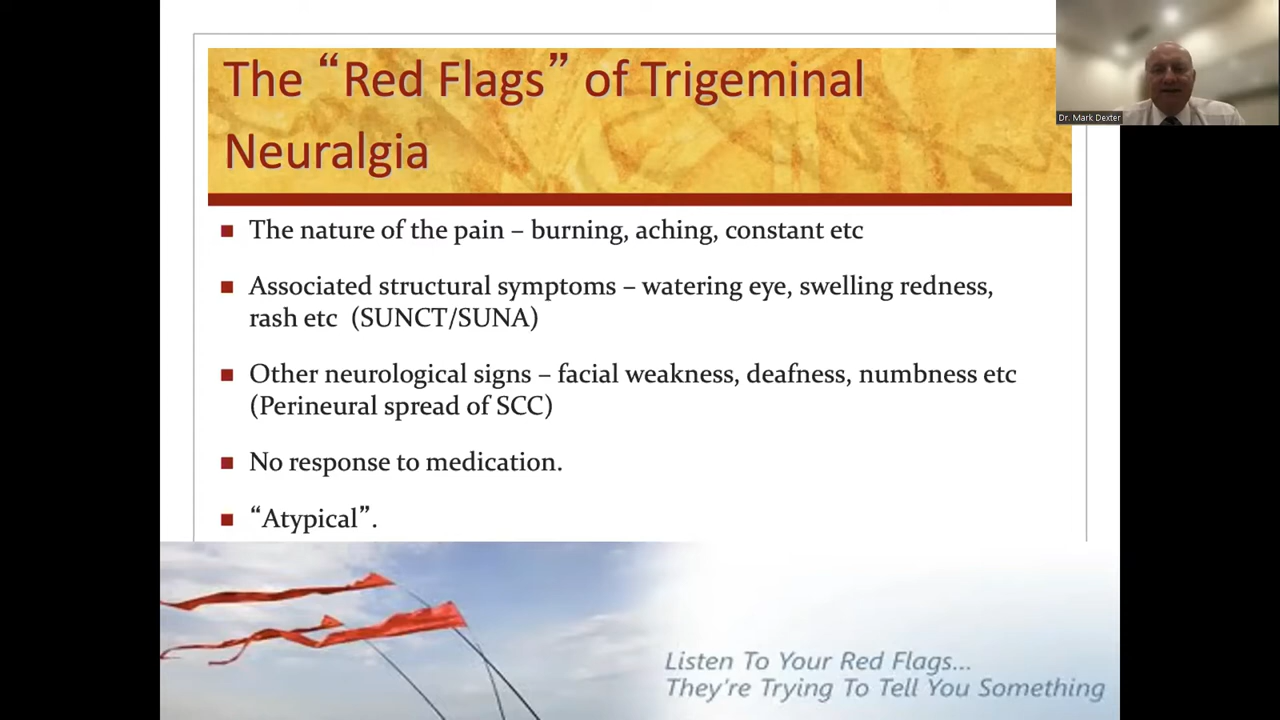 The “Red Flags” of Trigeminal
Neuralgia
Dr. Mark Dexter
The nature of the pain – burning, aching, constant etc
Associated structural symptoms – watering eye, swelling redness,
rash etc (SUNCT/SUNA)
Other neurological signs – facial weakness, deafness, numbness etc
(Perineural spread of SCC)
No response to medication.
“Atypical”.
Listen To Your Red Flags...
They're Trying To Tell You Something